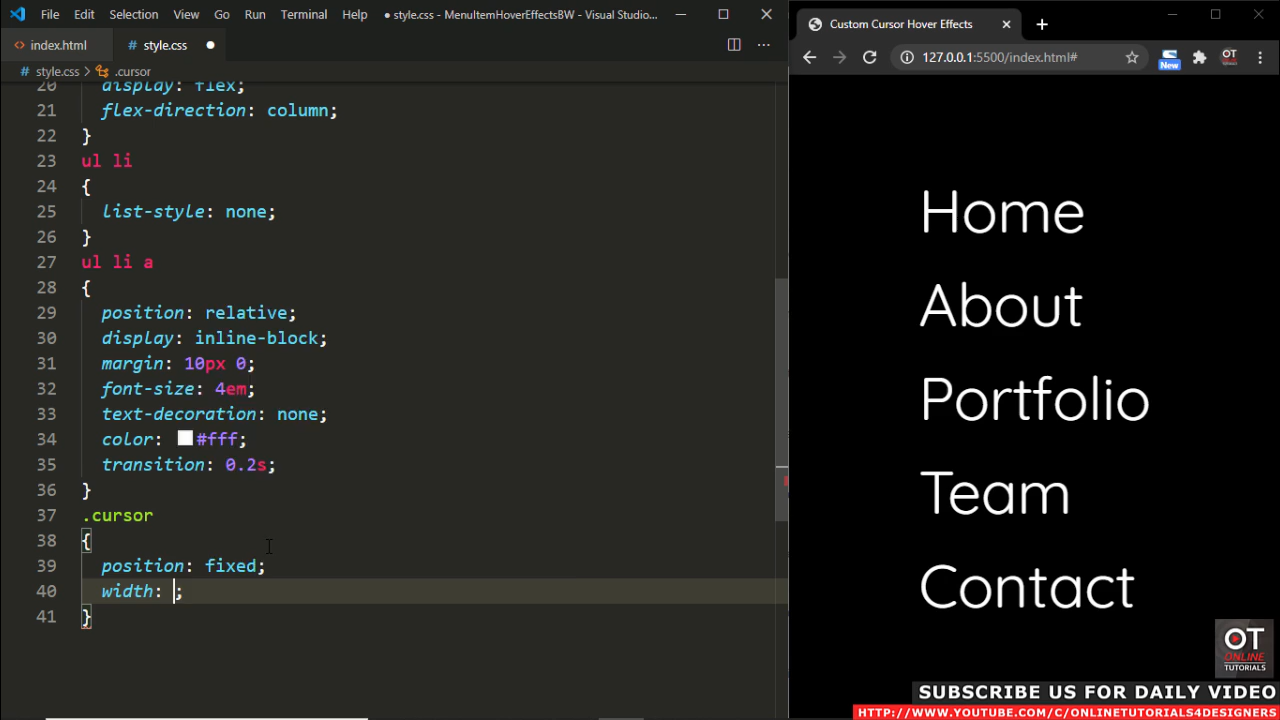 File Edit Selection View Go Run Terminal Help ● style.css - MenuItemHoverEffectsBW - Visual Studio...
index.html # style.css
# style.css > .cursor
20 display: flex;
21 flex-direction: column;
22 }
23 ul li
24 {
25 list-style: none;
26 }
27 ul li a
28 {
29 position: relative;
30 display: inline-block;
31 margin: 10px 0;
32 font-size: 4em;
33 text-decoration: none;
34 color: #fff;
35 transition: 0.2s;
36 }
37 .cursor
38 {
39 position: fixed;
40 width: ;
41 }
Custom Cursor Hover Effects
127.0.0.1:5500/index.html#
New
OT
Home
About
Portfolio
Team
Contact
OT
ONLINE
TUTORIALS
SUBSCRIBE US FOR DAILY VIDEO
HTTP://WWW.YOUTUBE.COM/C/ONLINETUTORIALS4DESIGNERS